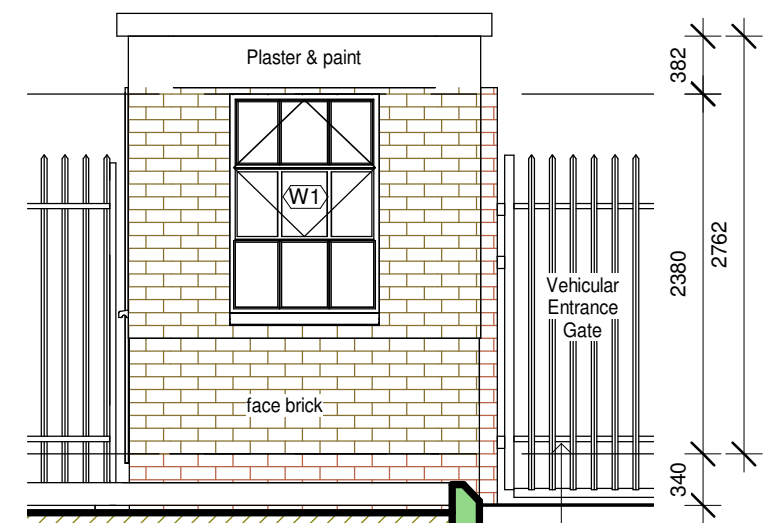 Plaster & paint
W1
face brick
Vehicular
Entrance
Gate
382
2380
2762
340